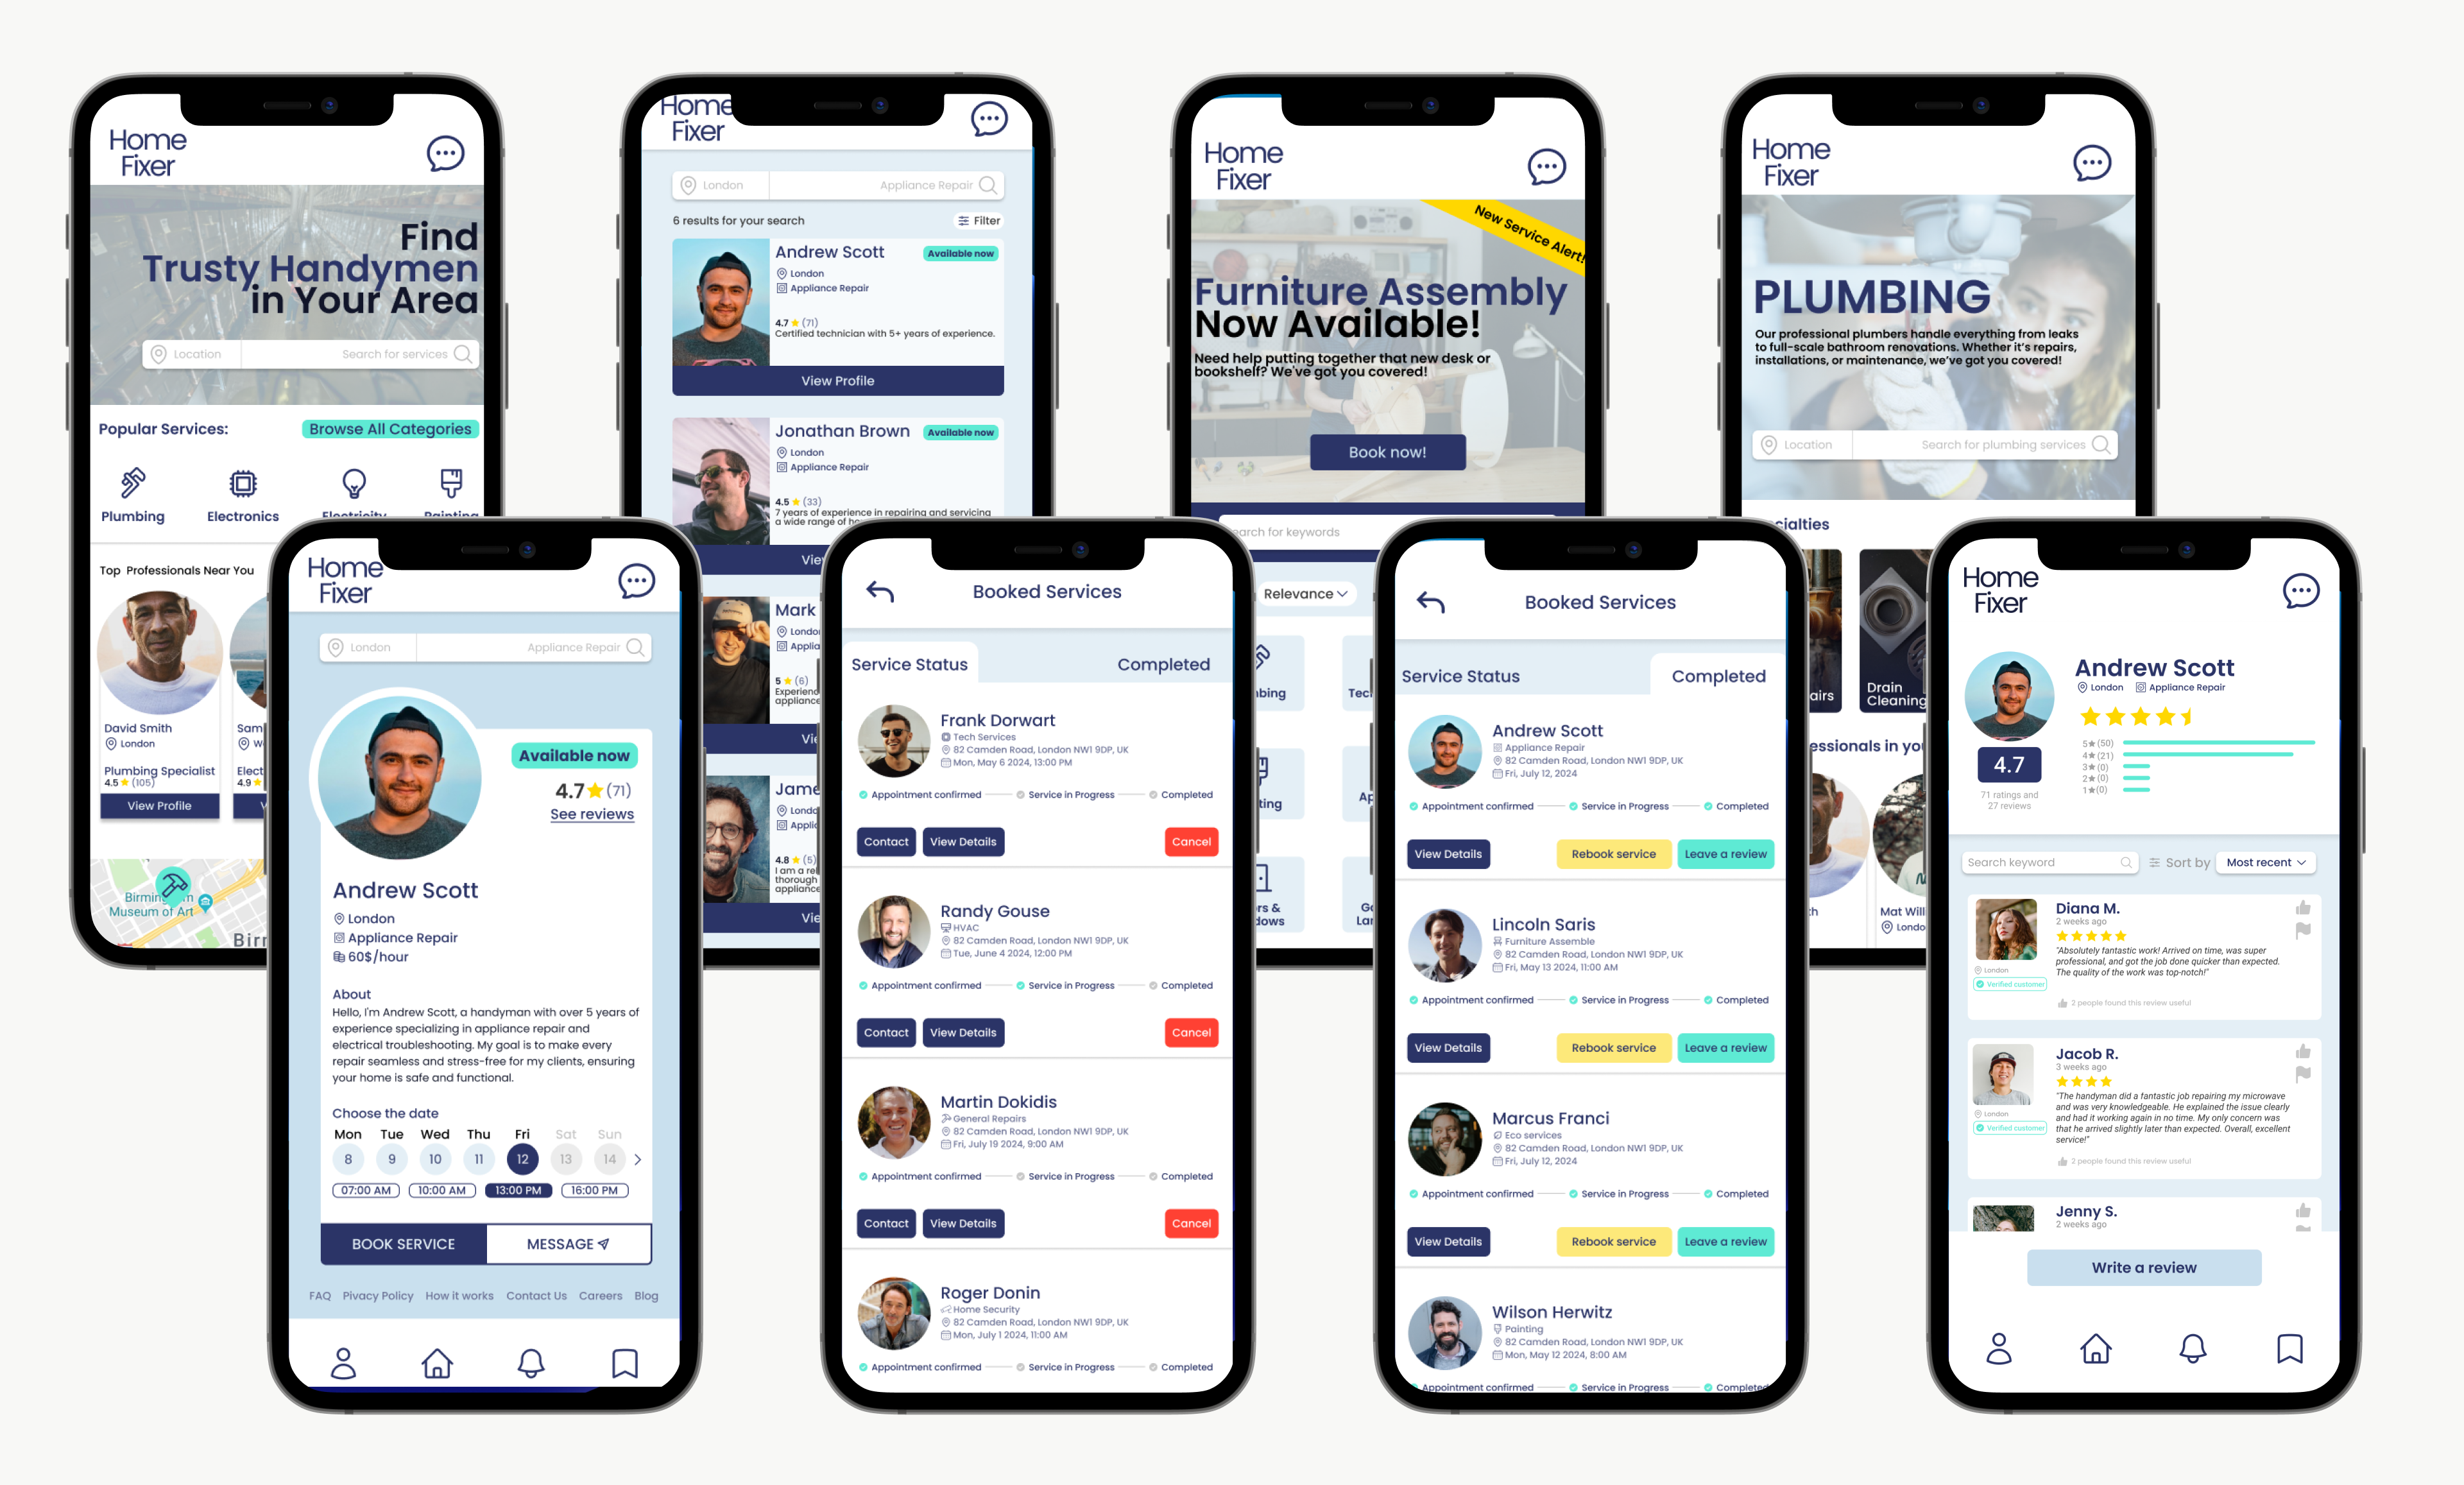 Home
Fixer
Find
Trusty Handymen
in Your Area
Location
Search for services
Popular Services:
Browse All Categories
Plumbing
Electronics
Electricity
Painting
Top Professionals Near You
David Smith
London
Plumbing Specialist
4.5 (105)
View Profile
Sam
W
Elect
4.9
V
Birmingham
Museum of Art
Birr
Home
Fixer
London
Appliance Repair
6 results for your search
Filter
Andrew Scott
Available now
London
Appliance Repair
4.7 (71)
Certified technician with 5+ years of experience.
View Profile
Jonathan Brown
Available now
London
Appliance Repair
4.5 (33)
7 years of experience in repairing and servicing
a wide range of
Vie
Mark
Londo
Applia
5 (6)
Experien
appliance
Vie
Jame
Londo
Applic
4.8 (5)
I am a rel
thorough
appliance
Vie
Home
Fixer
New Service Alert!
Furniture Assembly
Now Available!
Need help putting together that new desk or
bookshelf? We've got you covered!
Book now!
earch for keywords
Relevance
bing
Tec
ting
Ap
rs &
dows
Ga
Lar
Home
Fixer
PLUMBING
Our professional plumbers handle everything from leaks
to full-scale bathroom renovations. Whether it's repairs,
installations, or maintenance, we've got you covered!
Location
Search for plumbing services
cialties
airs
Drain
Cleaning
essionals in you
th
Mat Will
Londo
Home
Fixer
London
Appliance Repair
Available now
4.7 (71)
See reviews
Andrew Scott
London
Appliance Repair
60$/hour
About
Hello, I'm Andrew Scott, a handyman with over 5 years of
experience specializing in appliance repair and
electrical troubleshooting. My goal is to make every
repair seamless and stress-free for my clients, ensuring
your home is safe and functional.
Choose the date
Mon Tue Wed Thu Fri Sat Sun
8 9 10 11 12 13 14
07:00 AM 10:00 AM 13:00 PM 16:00 PM
BOOK SERVICE
MESSAGE
FAQ Pivacy Policy How it works Contact Us Careers Blog
Booked Services
Service Status
Completed
Frank Dorwart
Tech Services
82 Camden Road, London NW1 9DP, UK
Mon, May 6 2024, 13:00 PM
Appointment confirmed Service in Progress Completed
Contact View Details Cancel
Randy Gouse
HVAC
82 Camden Road, London NW1 9DP, UK
Tue, June 4 2024, 12:00 PM
Appointment confirmed Service in Progress Completed
Contact View Details Cancel
Martin Dokidis
General Repairs
82 Camden Road, London NW1 9DP, UK
Fri, July 19 2024, 9:00 AM
Appointment confirmed Service in Progress Completed
Contact View Details Cancel
Roger Donin
Home Security
82 Camden Road, London NW1 9DP, UK
Mon, July 1 2024, 11:00 AM
Appointment confirmed Service in Progress Completed
Booked Services
Service Status
Completed
Andrew Scott
Appliance Repair
82 Camden Road, London NW1 9DP, UK
Fri, July 12, 2024
Appointment confirmed Service in Progress Completed
View Details Rebook service Leave a review
Lincoln Saris
Furniture Assemble
82 Camden Road, London NW1 9DP, UK
Fri, May 13 2024, 11:00 AM
Appointment confirmed Service in Progress Completed
View Details Rebook service Leave a review
Marcus Franci
Eco services
82 Camden Road, London NW1 9DP, UK
Fri, July 12, 2024
Appointment confirmed Service in Progress Completed
View Details Rebook service Leave a review
Wilson Herwitz
Painting
82 Camden Road, London NW1 9DP, UK
Mon, May 12 2024, 8:00 AM
Appointment confirmed Service in Progress Completed
Home
Fixer
Andrew Scott
London Appliance Repair
4.7
71 ratings and
27 reviews
5★(50)
4★(21)
3★(0)
2★(0)
1★(0)
Search keyword
Sort by
Most recent
Diana M.
2 weeks ago
London
Verified customer
"Absolutely fantastic work! Arrived on time, was super
professional, and got the job done quicker than expected.
The quality of the work was top-notch!"
2 people found this review useful
Jacob R.
3 weeks ago
London
Verified customer
"The handyman did a fantastic job repairing my microwave
and was very knowledgeable. He explained the issue clearly
and had it working again in no time. My only concern was
that he arrived slightly later than expected. Overall, excellent
service!"
2 people found this review useful
Jenny S.
2 weeks ago
Write a review